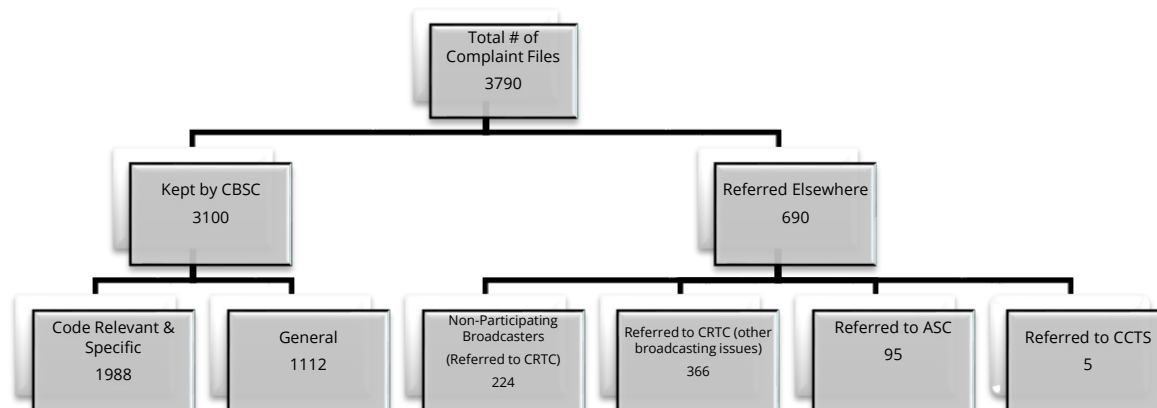 Total # of
Complaint Files
3790
Kept by CBSC
3100
Referred Elsewhere
690
Code Relevant &
Specific
1988
General
1112
Non-Participating
Broadcasters
(Referred to CRTC)
224
Referred to CRTC (other
broadcasting issues)
366
Referred to ASC
95
Referred to CCTS
5